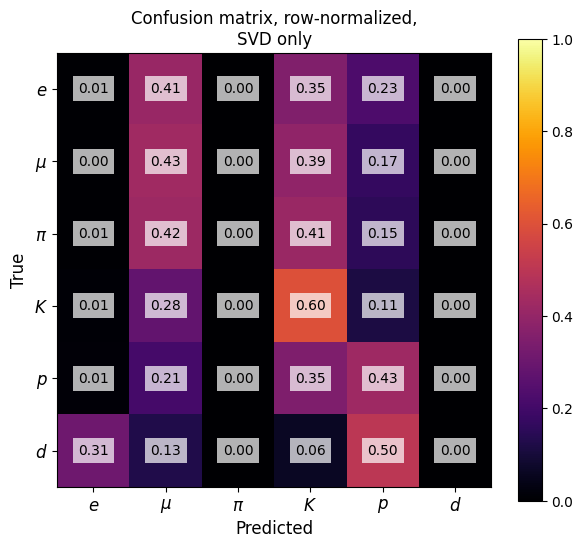 Confusion matrix, row-normalized,
SVD only
True
e 0.01 0.41 0.00 0.35 0.23 0.00
μ 0.00 0.43 0.00 0.39 0.17 0.00
π 0.01 0.42 0.00 0.41 0.15 0.00
K 0.01 0.28 0.00 0.60 0.11 0.00
p 0.01 0.21 0.00 0.35 0.43 0.00
d 0.31 0.13 0.00 0.06 0.50 0.00
e μ π K p d
Predicted
1.0
0.8
0.6
0.4
0.2
0.0